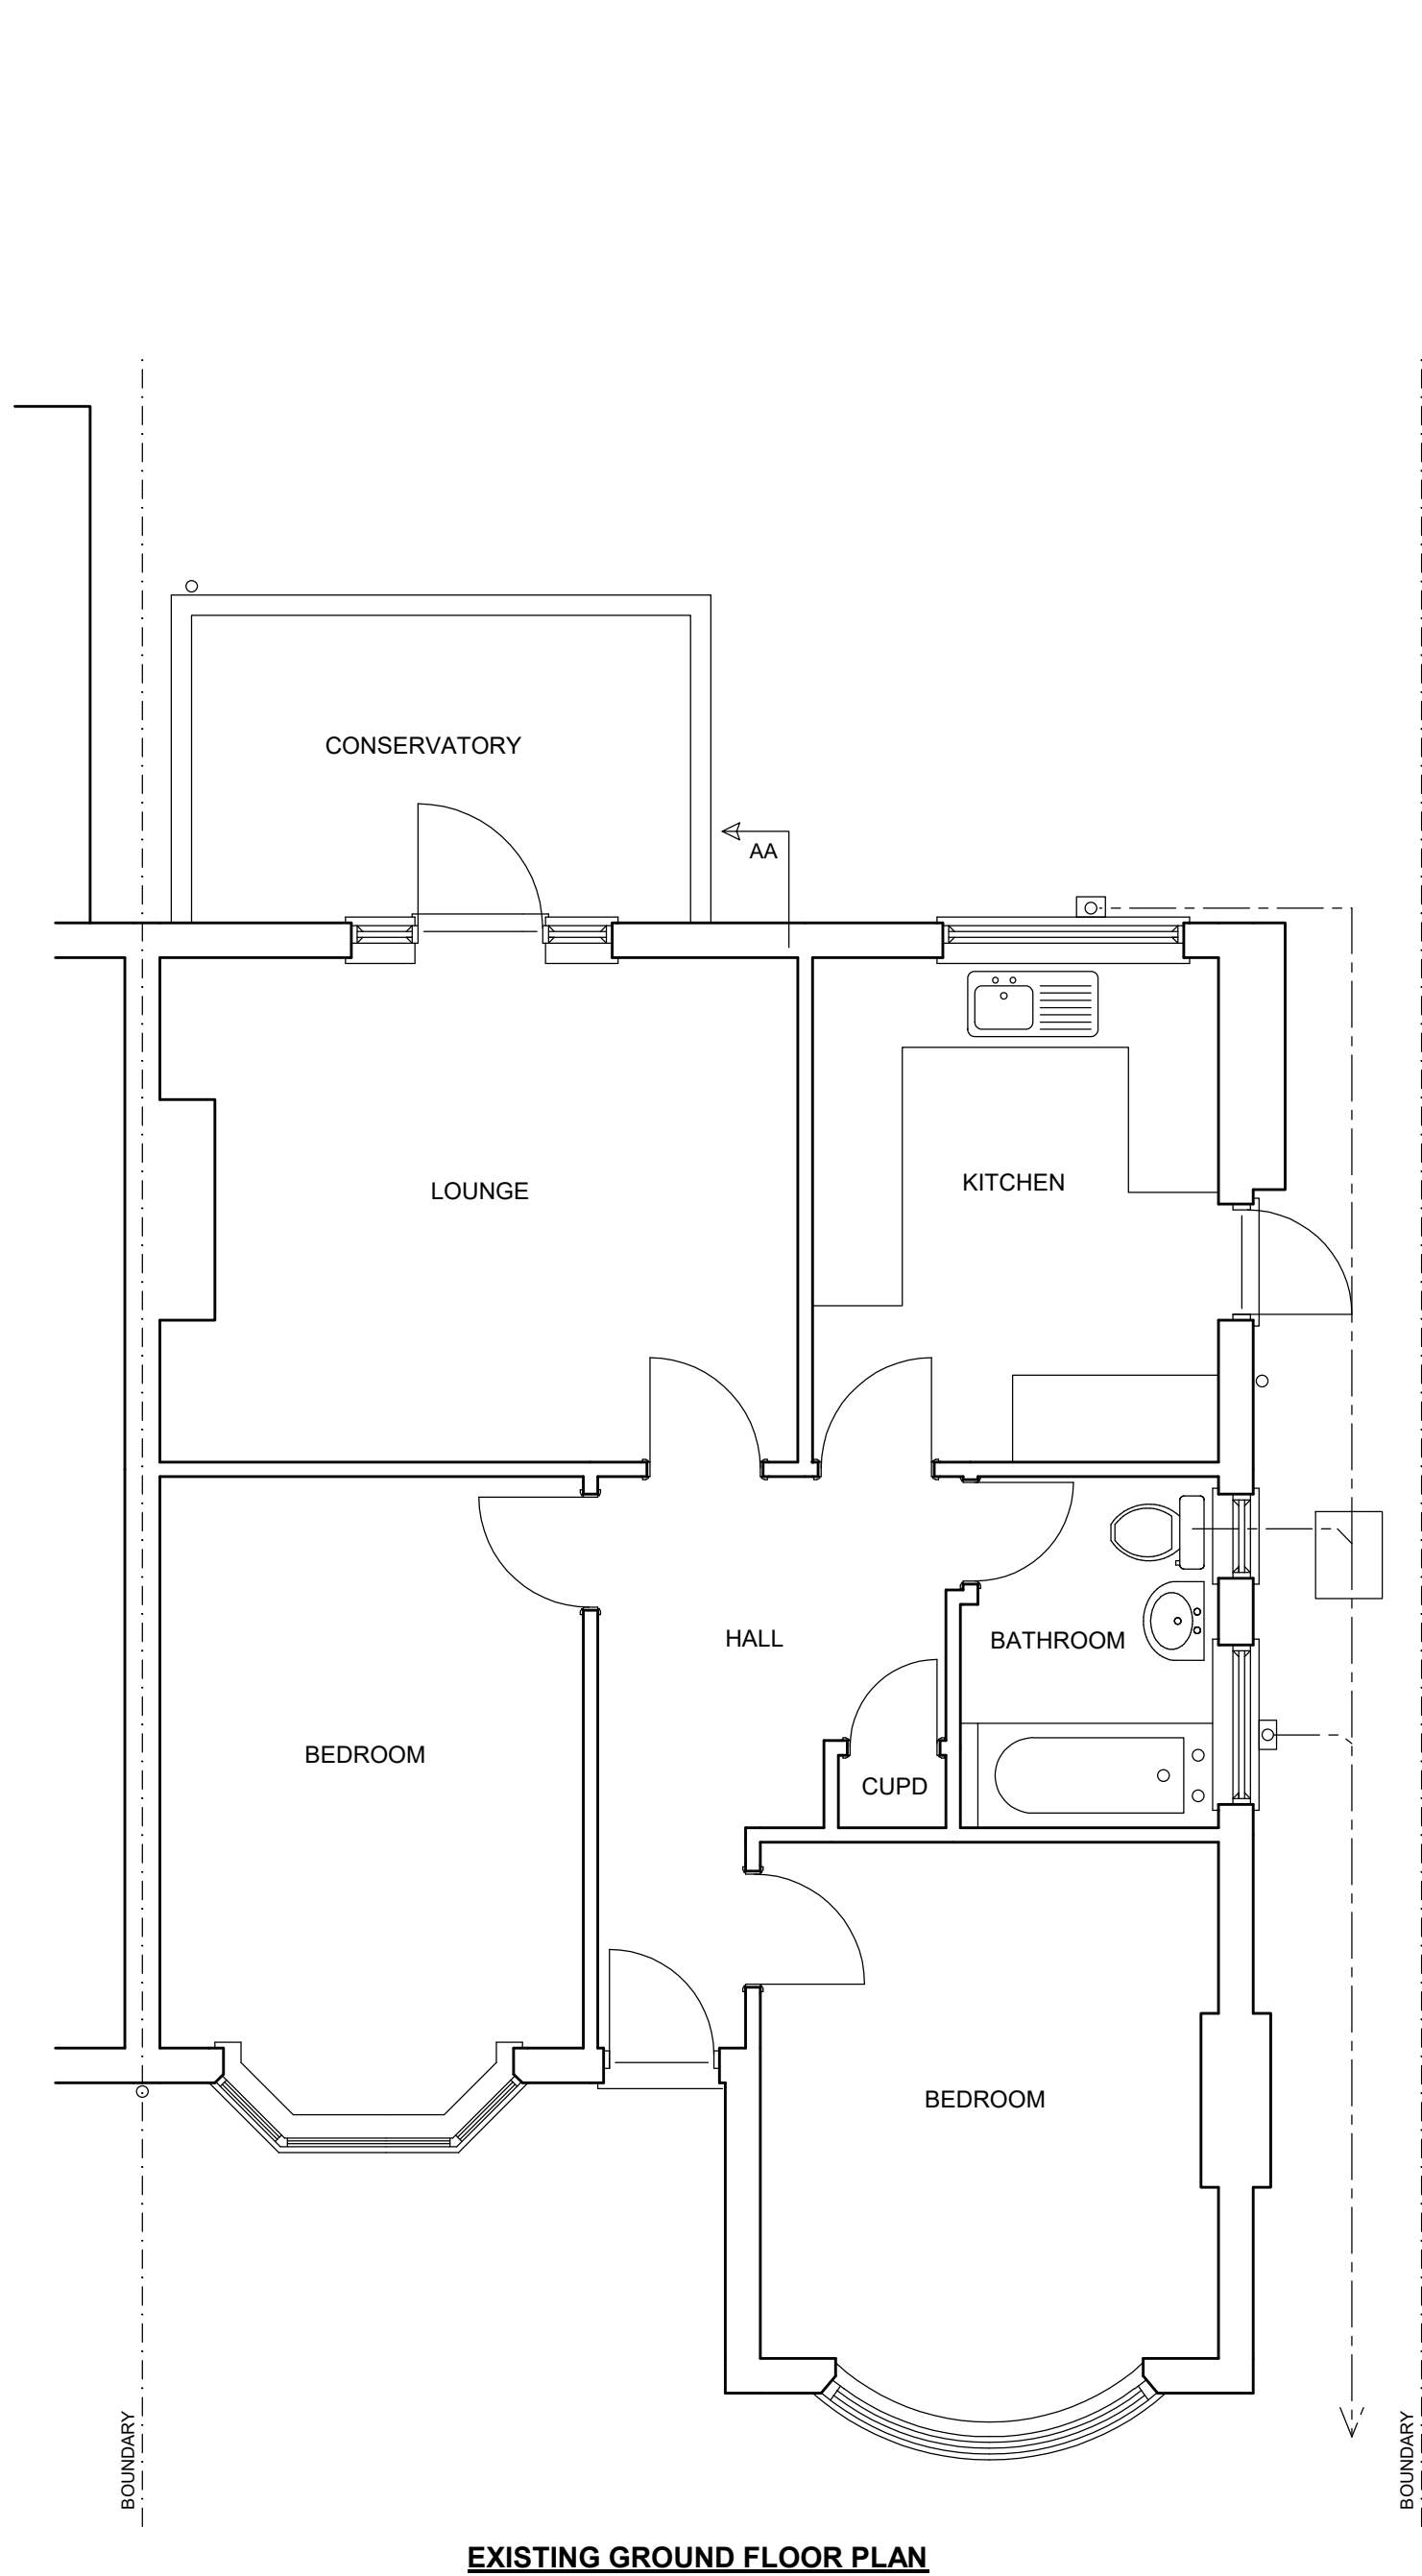 CONSERVATORY
AA
LOUNGE
KITCHEN
HALL
BATHROOM
BEDROOM
CUPD
BEDROOM
BOUNDARY
BOUNDARY
EXISTING GROUND FLOOR PLAN